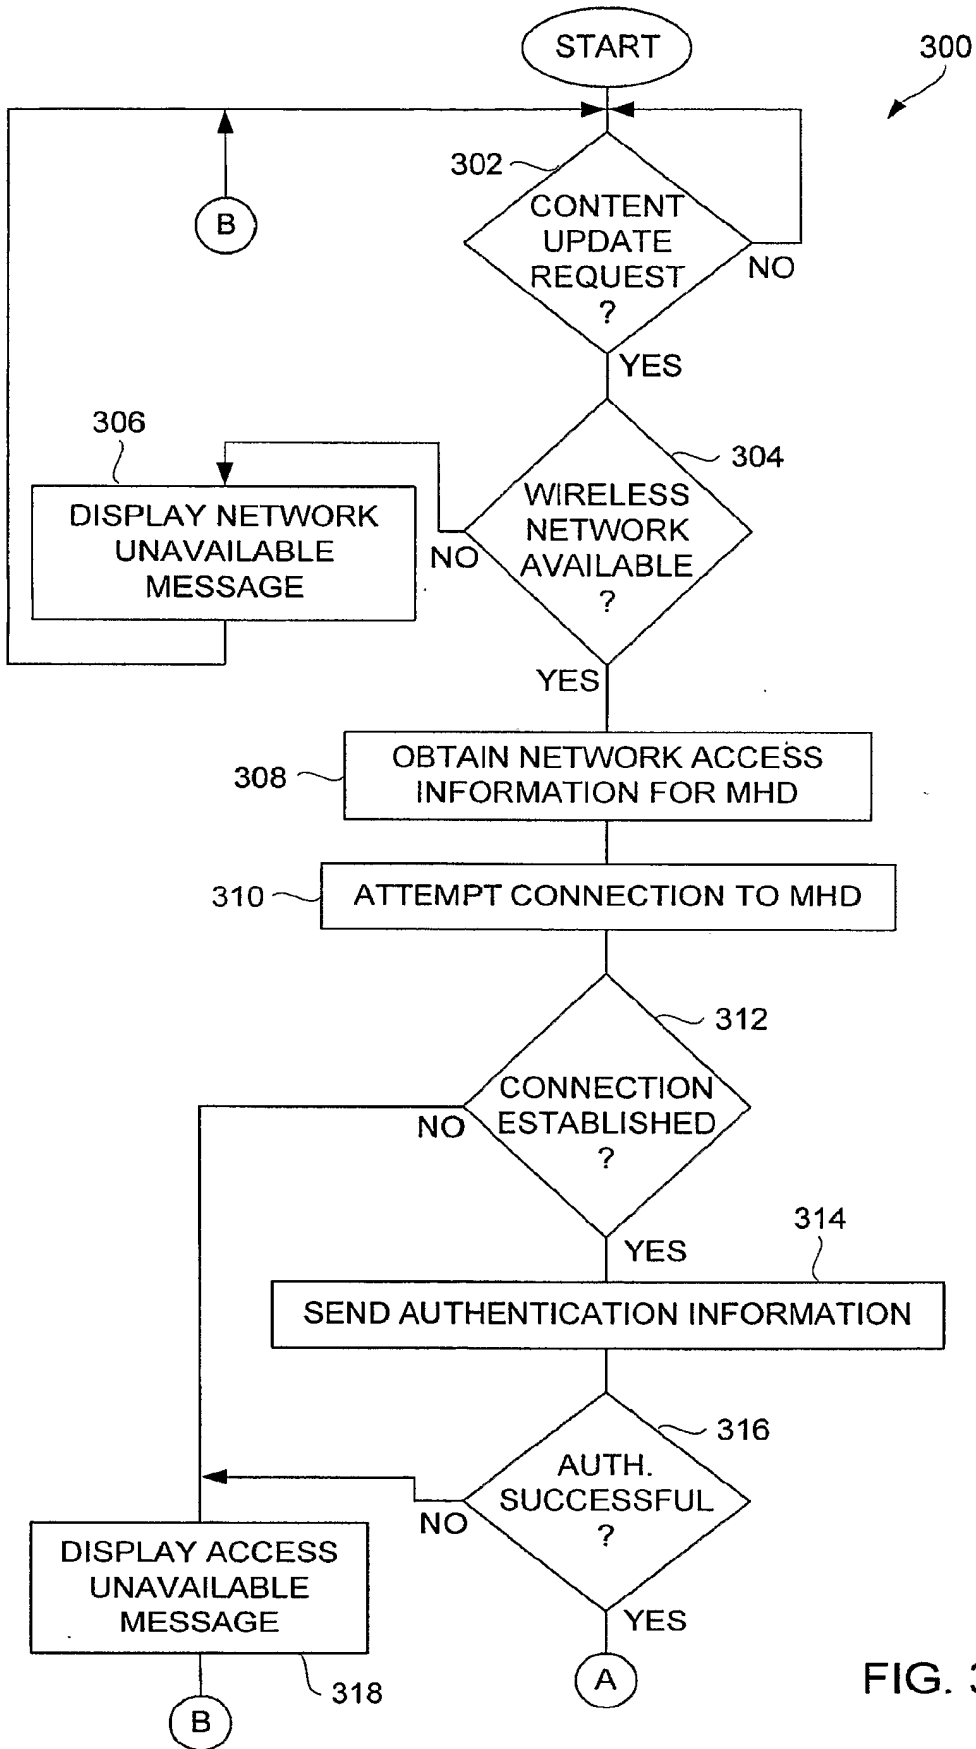 START
300
302
CONTENT
UPDATE
REQUEST
?
NO
B
YES
306
304
DISPLAY NETWORK
UNAVAILABLE
MESSAGE
WIRELESS
NETWORK
AVAILABLE
?
NO
YES
308
OBTAIN NETWORK ACCESS
INFORMATION FOR MHD
310
ATTEMPT CONNECTION TO MHD
312
CONNECTION
ESTABLISHED
?
NO
YES
314
SEND AUTHENTICATION INFORMATION
316
AUTH.
SUCCESSFUL
?
NO
YES
DISPLAY ACCESS
UNAVAILABLE
MESSAGE
318
B
A
FIG. 3